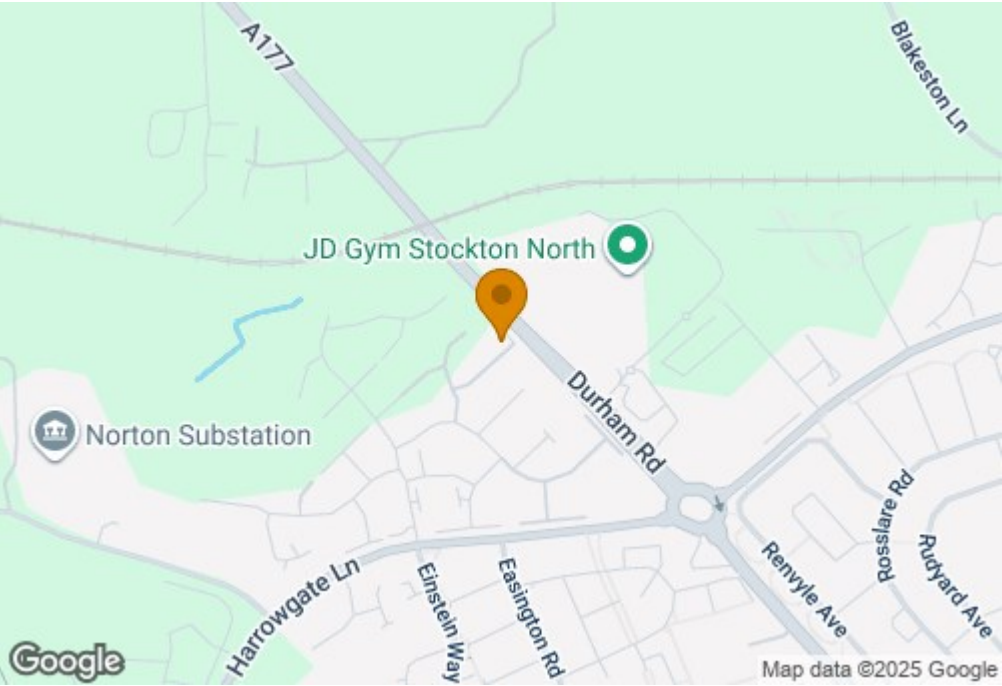 A177
Blakeston Ln
JD Gym Stockton North
Durham Rd
Norton Substation
Rosslare Rd
Rudyard Ave
Renvyle Ave
Harrowgate Ln
Einstein Way
Easington Rd
Google
Map data ©2025 Google